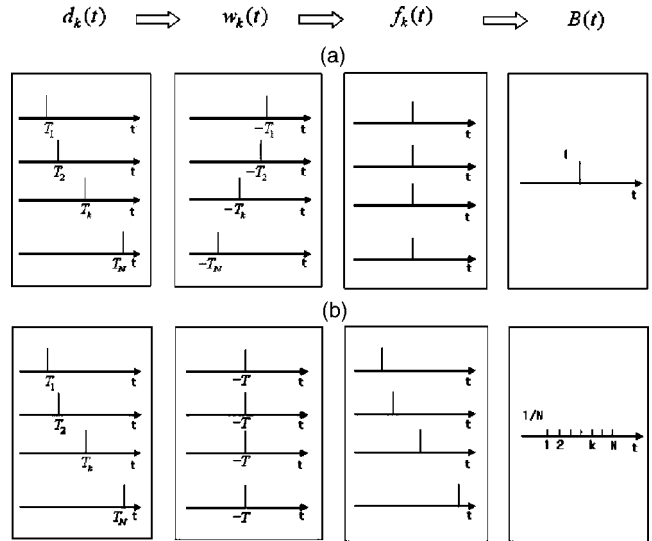 d_k(t) ⇒ w_k(t) ⇒ f_k(t) ⇒ B(t)
(a)
T_1 t
T_2 t
T_k t
T_N t
-T_1 t
-T_2 t
-T_k t
-T_N t
t
t
t
t
1
t
(b)
T_1 t
T_2 t
T_k t
T_N t
-T t
-T t
-T t
-T t
t
t
t
t
1/N
1 2 k N t